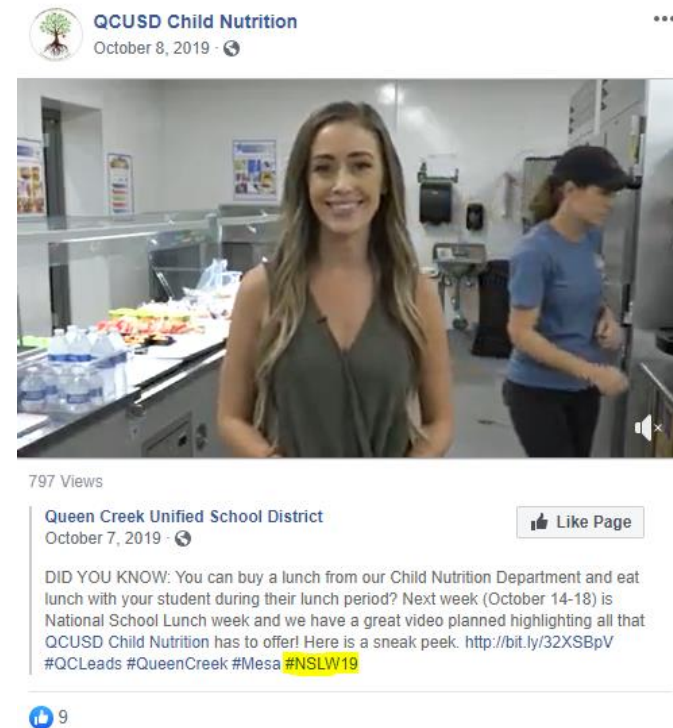 QCUSD Child Nutrition
October 8, 2019 ·
797 Views
Queen Creek Unified School District
October 7, 2019 ·
Like Page
DID YOU KNOW: You can buy a lunch from our Child Nutrition Department and eat
lunch with your student during their lunch period? Next week (October 14-18) is
National School Lunch week and we have a great video planned highlighting all that
QCUSD Child Nutrition has to offer! Here is a sneak peek. http://bit.ly/32XSBpV
#QCLeads #QueenCreek #Mesa #NSLW19
9